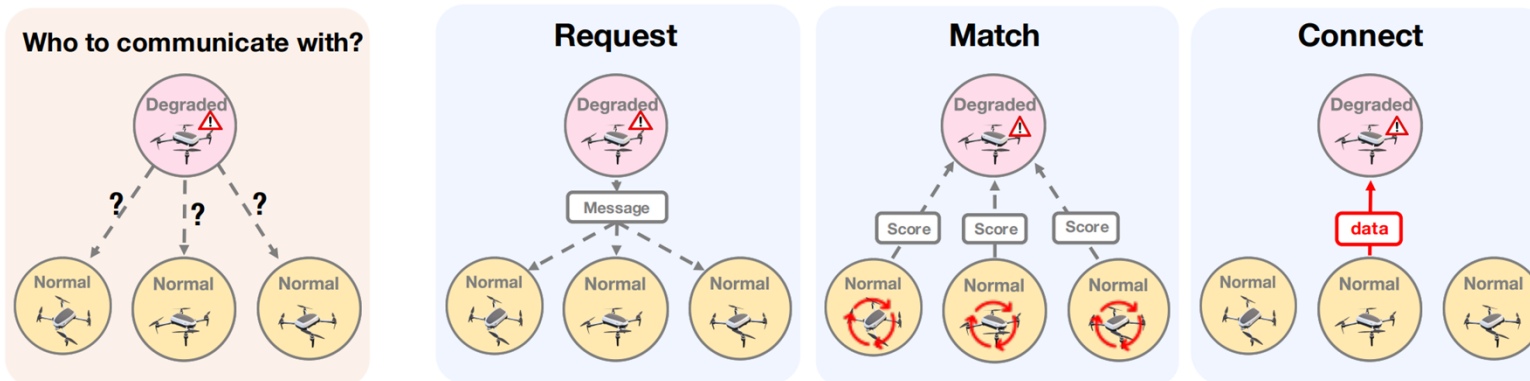 Who to communicate with?
Degraded
!
?
?
?
Normal
Normal
Normal
Request
Degraded
!
Message
Normal
Normal
Normal
Match
Degraded
!
Score
Score
Score
Normal
Normal
Normal
Connect
Degraded
!
data
Normal
Normal
Normal